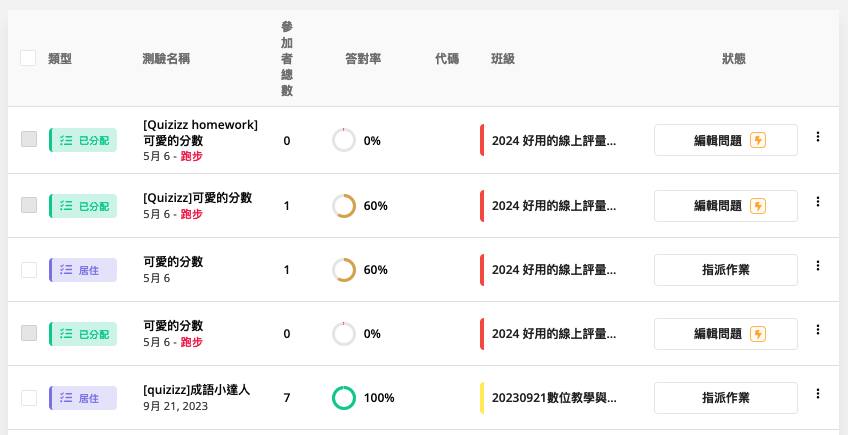 類型 測驗名稱 參加者總數 答對率 代碼 班級 狀態
已分配 [Quizizz homework] 可愛的分數 0 0% 2024 好用的線上評量... 編輯問題
5月 6 - 跑步
已分配 [Quizizz]可愛的分數 1 60% 2024 好用的線上評量... 編輯問題
5月 6 - 跑步
居住 可愛的分數 1 60% 2024 好用的線上評量... 指派作業
5月 6
已分配 可愛的分數 0 0% 2024 好用的線上評量... 編輯問題
5月 6 - 跑步
居住 [quizizz]成語小達人 7 100% 20230921數位教學與... 指派作業
9月 21, 2023